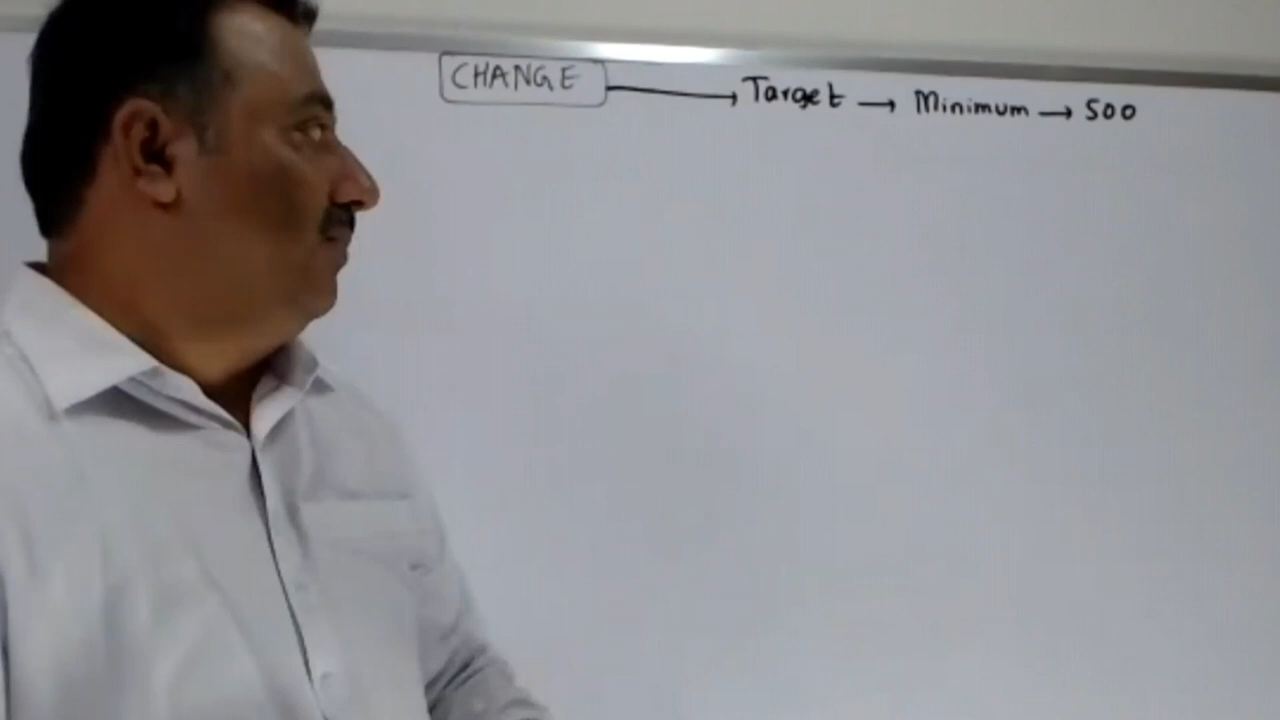 CHANGE → Target → Minimum → 500